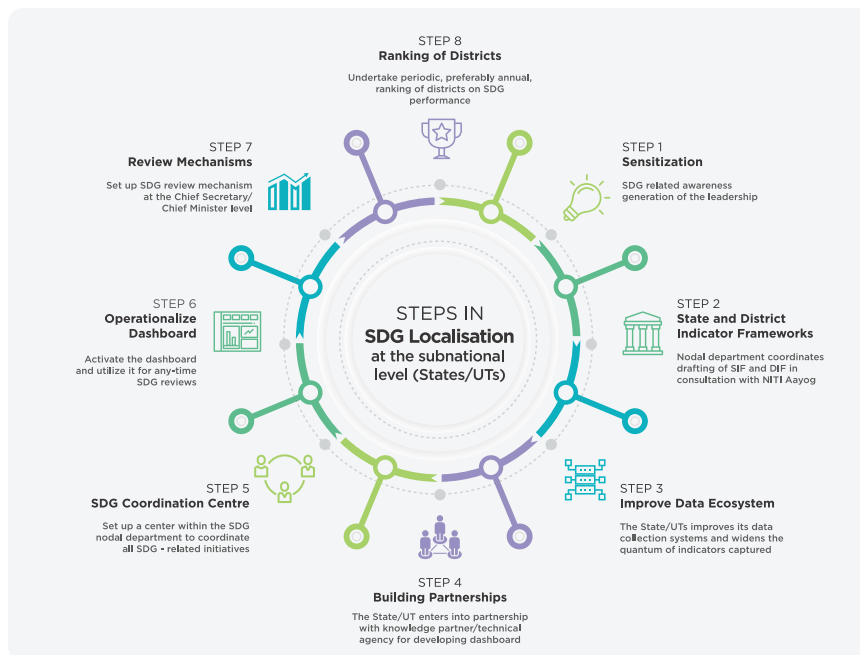 STEPS IN
SDG Localisation
at the subnational
level (States/UTs)
STEP 1
Sensitization
SDG related awareness
generation of the leadership
STEP 2
State and District
Indicator Frameworks
Nodal department coordinates
drafting of SIF and DIF in
consultation with NITI Aayog
STEP 3
Improve Data Ecosystem
The State/UTs improves its data
collection systems and widens the
quantum of indicators captured
STEP 4
Building Partnerships
The State/UT enters into partnership
with knowledge partner/technical
agency for developing dashboard
STEP 5
SDG Coordination Centre
Set up a center within the SDG
nodal department to coordinate
all SDG - related initiatives
STEP 6
Operationalize
Dashboard
Activate the dashboard
and utilize it for any-time
SDG reviews
STEP 7
Review Mechanisms
Set up SDG review mechanism
at the Chief Secretary/
Chief Minister level
STEP 8
Ranking of Districts
Undertake periodic, preferably annual,
ranking of districts on SDG
performance